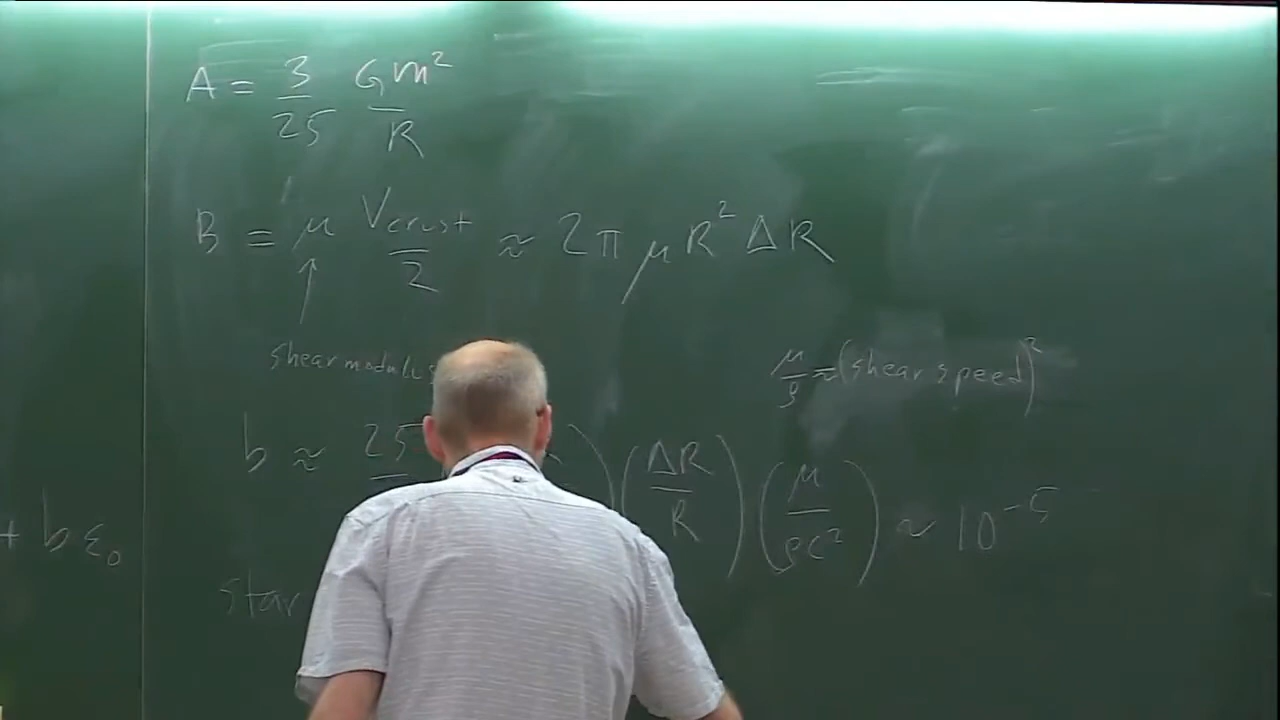 A = 3/25 Gm²/R
B = μ Vcrust/2 ≈ 2π μ R² ΔR
↑
shear modulus
μ/ρ ≈ (shear speed)²
b ≈ 25 ) (ΔR/R) (μ/ρc²) ~ 10⁻⁵
+ b ε₀
star